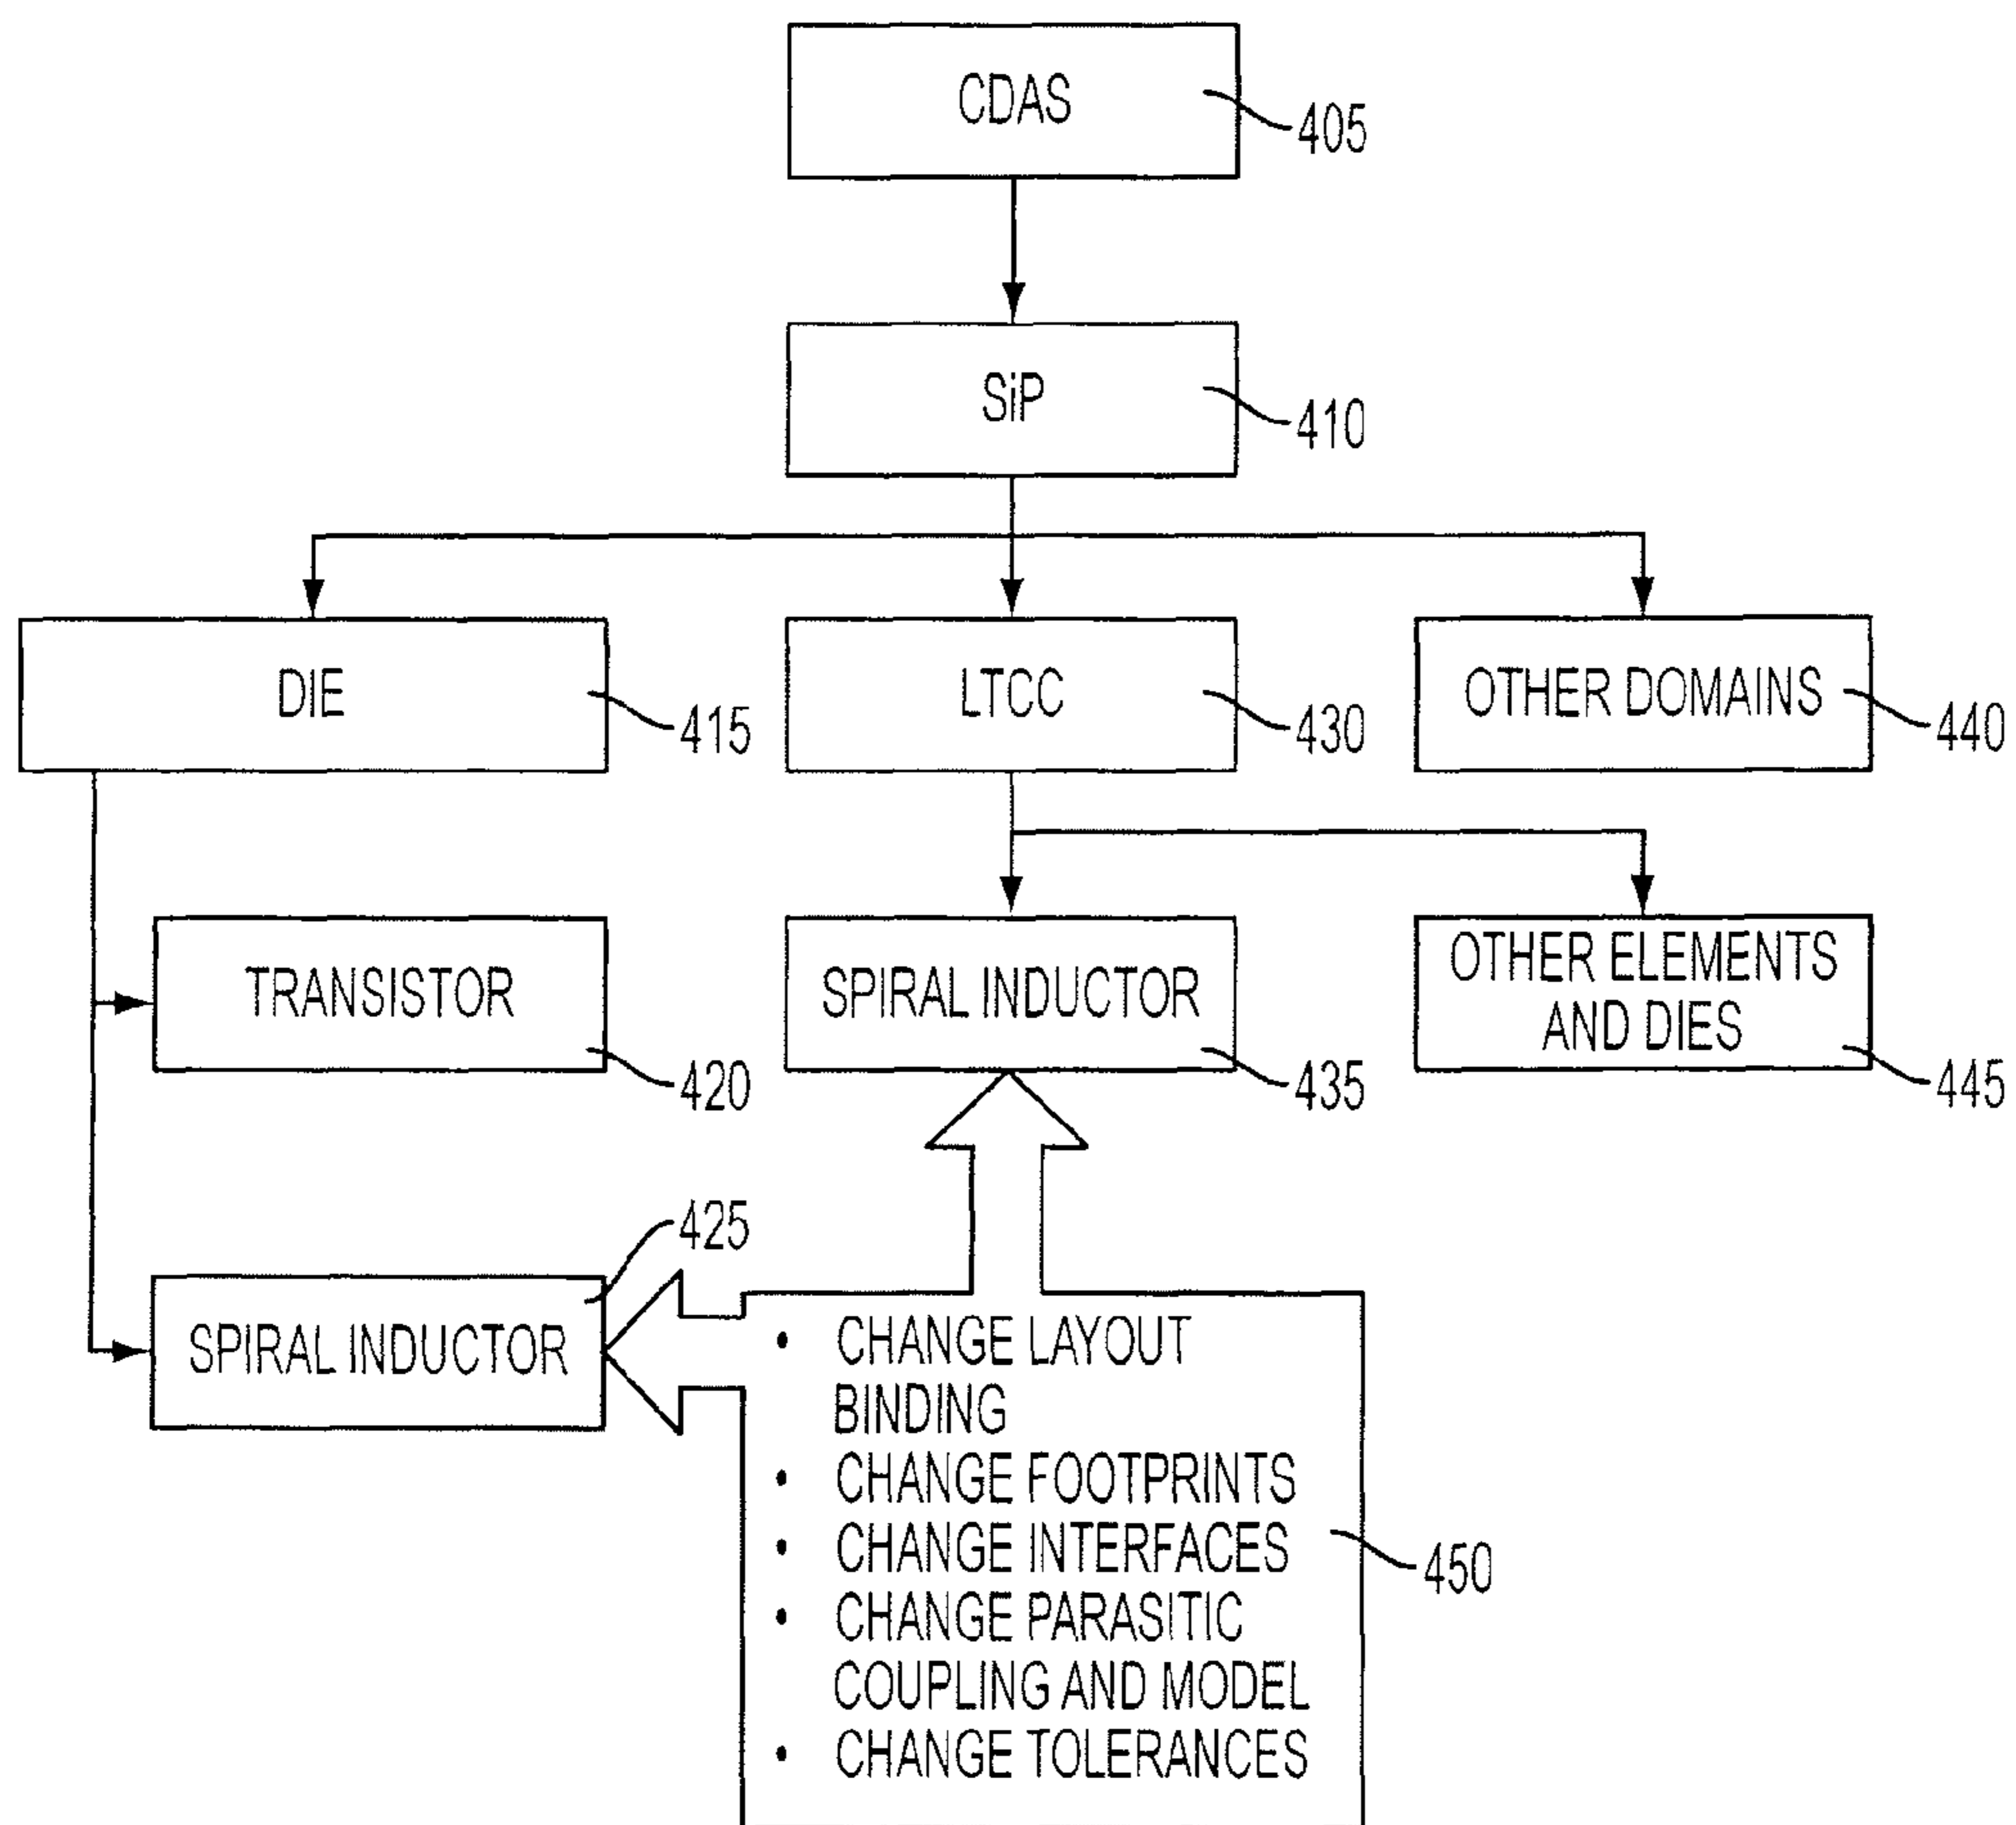 CDAS
405
SiP
410
DIE
415
LTCC
430
OTHER DOMAINS
440
TRANSISTOR
420
SPIRAL INDUCTOR
435
OTHER ELEMENTS
AND DIES
445
425
SPIRAL INDUCTOR
• CHANGE LAYOUT
BINDING
• CHANGE FOOTPRINTS
• CHANGE INTERFACES
• CHANGE PARASITIC
COUPLING AND MODEL
• CHANGE TOLERANCES
450